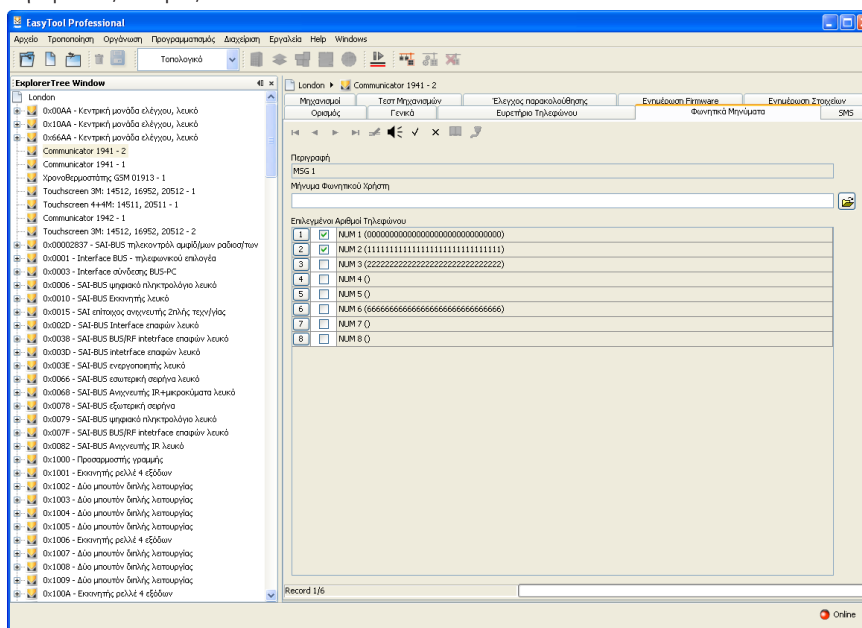 EasyTool Professional
Αρχείο Τροποποίηση Οργάνωση Προγραμματισμός Διαχείριση Εργαλεία Help Windows
Τοπολογικό
ExplorerTree Window
London
0x00AA - Κεντρική μονάδα ελέγχου, λευκό
0x10AA - Κεντρική μονάδα ελέγχου, λευκό
0x66AA - Κεντρική μονάδα ελέγχου, λευκό
Communicator 1941 - 2
Communicator 1941 - 1
Χρονοθερμοστάτης GSM 01913 - 1
Touchscreen 3M: 14512, 16952, 20512 - 1
Touchscreen 4+4M: 14511, 20511 - 1
Communicator 1942 - 1
Touchscreen 3M: 14512, 16952, 20512 - 2
0x00002837 - SAI-BUS τηλεκοντρόλ αμφίδ/μων ραδιοσ/των
0x0001 - Interface BUS - τηλεφωνικού επιλογέα
0x0003 - Interface σύνδεσης BUS-PC
0x0006 - SAI-BUS ψηφιακό πληκτρολόγιο λευκό
0x0010 - SAI-BUS Εκκινητής λευκό
0x0015 - SAI επίτοιχος ανιχνευτής 2πλής τεχν/γίας
0x002D - SAI-BUS Interface επαφών λευκό
0x0038 - SAI-BUS BUS/RF intetrface επαφών λευκό
0x003D - SAI-BUS intetrface επαφών λευκό
0x003E - SAI-BUS ενεργοποιητής λευκό
0x0066 - SAI-BUS εσωτερική σειρήνα λευκό
0x0068 - SAI-BUS Ανιχνευτής IR+μικροκύματα λευκό
0x0078 - SAI-BUS εξωτερική σειρήνα
0x0079 - SAI-BUS ψηφιακό πληκτρολόγιο λευκό
0x007F - SAI-BUS BUS/RF intetrface επαφών λευκό
0x0082 - SAI-BUS Ανιχνευτής IR λευκό
0x1000 - Προσαρμοστής γραμμής
0x1001 - Εκκινητής ρελλέ 4 εξόδων
0x1002 - Δύο μπουτόν διπλής λειτουργίας
0x1003 - Δύο μπουτόν διπλής λειτουργίας
0x1004 - Δύο μπουτόν διπλής λειτουργίας
0x1005 - Δύο μπουτόν διπλής λειτουργίας
0x1006 - Εκκινητής ρελλέ 4 εξόδων
0x1007 - Δύο μπουτόν διπλής λειτουργίας
0x1008 - Δύο μπουτόν διπλής λειτουργίας
0x1009 - Δύο μπουτόν διπλής λειτουργίας
0x100A - Εκκινητής ρελλέ 4 εξόδων
London Communicator 1941 - 2
Μηχανισμοί Τεστ Μηχανισμών Έλεγχος παρακολούθησης Ενημέρωση Firmware Ενημέρωση Στοιχείων
Ορισμός Γενικά Ευρετήριο Τηλεφώνου Φωνητικά Μηνύματα SMS
Περιγραφή
MSG 1
Μήνυμα Φωνητικού Χρήστη
Επιλεγμένοι Αριθμοί Τηλεφώνου
1 NUM 1 (00000000000000000000000000000000)
2 NUM 2 (11111111111111111111111111111111)
3 NUM 3 (22222222222222222222222222222222)
4 NUM 4 ()
5 NUM 5 ()
6 NUM 6 (66666666666666666666666666666666)
7 NUM 7 ()
8 NUM 8 ()
Record 1/6
Online